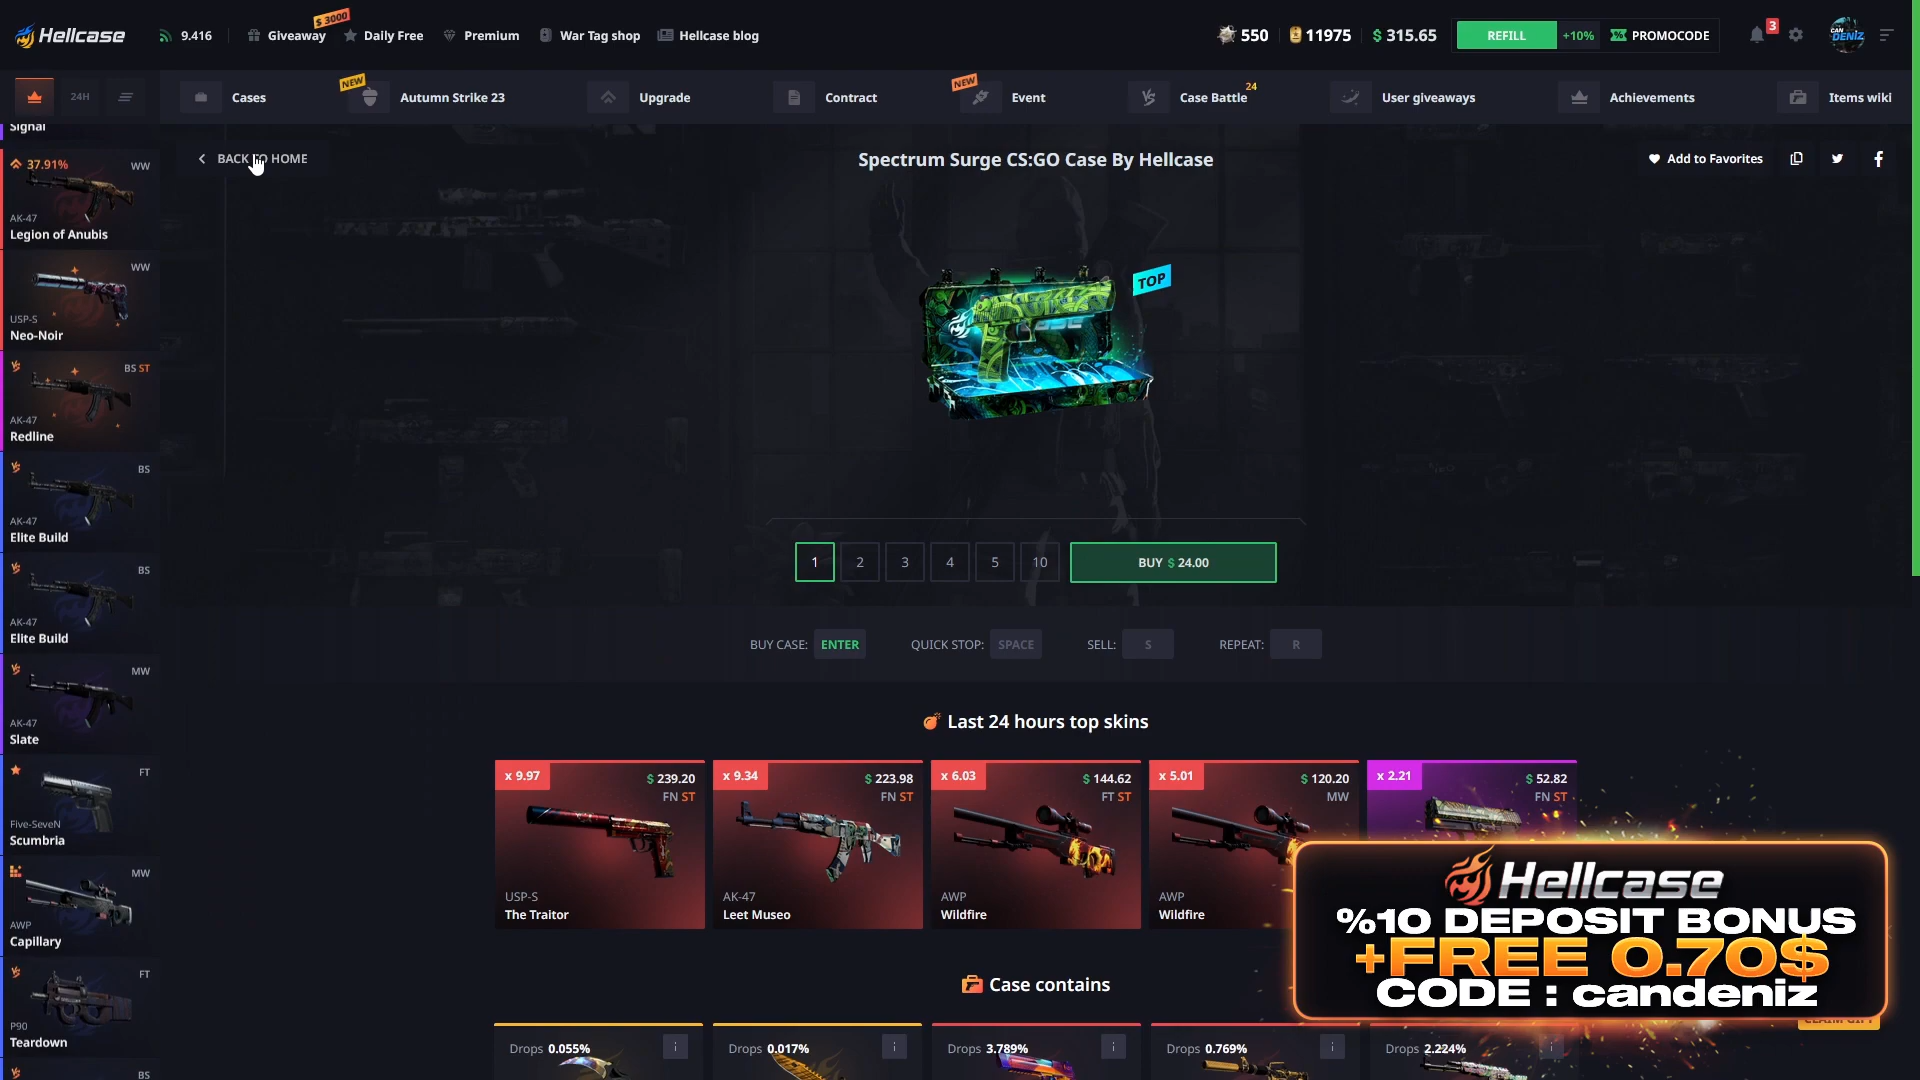 Hellcase
9.416
$ 3000
Giveaway
Daily Free
Premium
War Tag shop
Hellcase blog
550
11975
$ 315.65
REFILL
+10%
PROMOCODE
3
CAN DENİZ
24H
Cases
NEW
Autumn Strike 23
Upgrade
Contract
NEW
Event
Case Battle
24
User giveaways
Achievements
Items wiki
Signal
37.91%
WW
AK-47
Legion of Anubis
WW
USP-S
Neo-Noir
BS ST
AK-47
Redline
BS
AK-47
Elite Build
BS
AK-47
Elite Build
MW
AK-47
Slate
FT
Five-SeveN
Scumbria
MW
AWP
Capillary
FT
P90
Teardown
BS
BACK TO HOME
Spectrum Surge CS:GO Case By Hellcase
Add to Favorites
TOP
1
2
3
4
5
10
BUY $ 24.00
BUY CASE: ENTER
QUICK STOP: SPACE
SELL: S
REPEAT: R
Last 24 hours top skins
x 9.97
$ 239.20
FN ST
USP-S
The Traitor
x 9.34
$ 223.98
FN ST
AK-47
Leet Museo
x 6.03
$ 144.62
FT ST
AWP
Wildfire
x 5.01
$ 120.20
MW
AWP
Wildfire
x 2.21
$ 52.82
FN ST
Hellcase
%10 DEPOSIT BONUS
+FREE 0.70$
CODE : candeniz
CLAIM GIFT
Case contains
Drops 0.055%
Drops 0.017%
Drops 3.789%
Drops 0.769%
Drops 2.224%